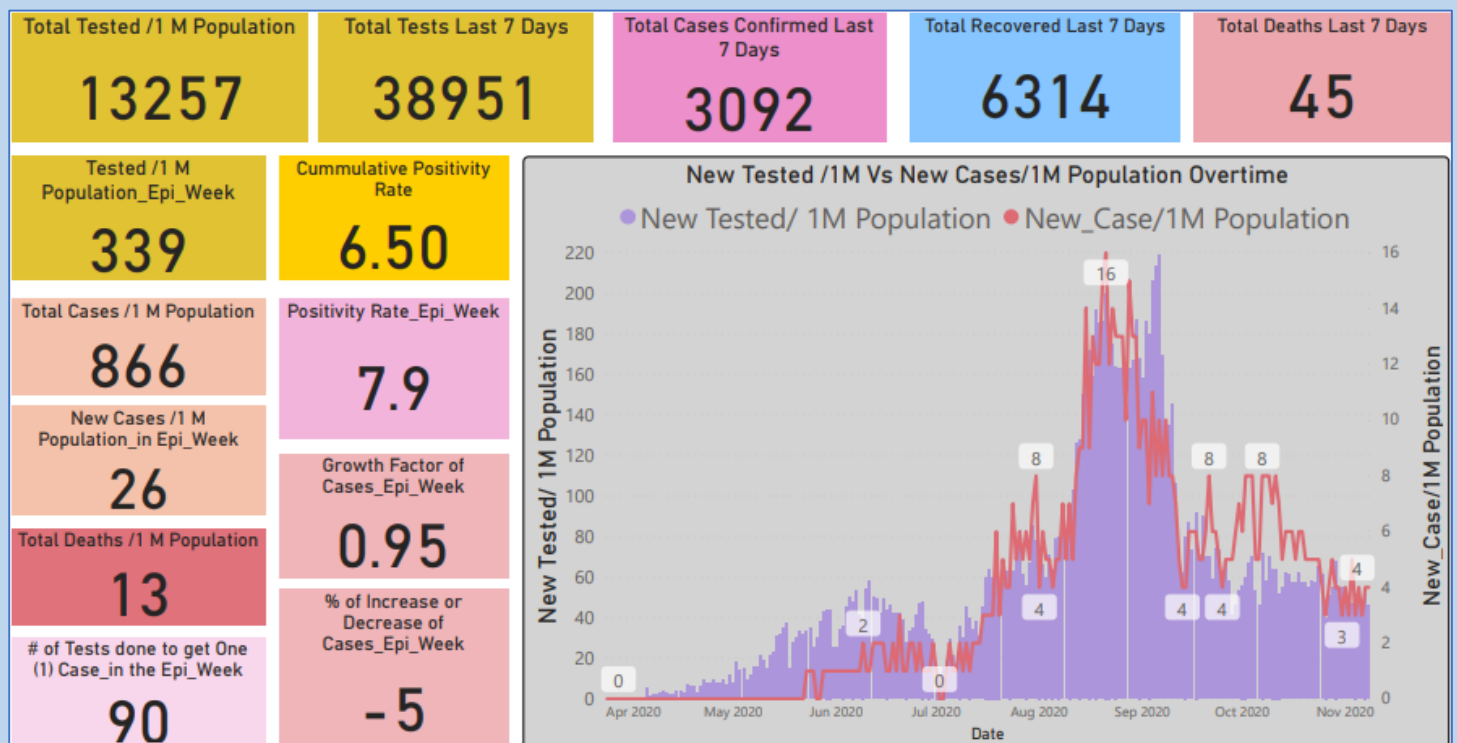 Total Tested /1 M Population
13257
Total Tests Last 7 Days
38951
Total Cases Confirmed Last
7 Days
3092
Total Recovered Last 7 Days
6314
Total Deaths Last 7 Days
45
Tested /1 M
Population_Epi_Week
339
Cummulative Positivity
Rate
6.50
Total Cases /1 M Population
866
Positivity Rate_Epi_Week
7.9
New Cases /1 M
Population_in Epi_Week
26
Growth Factor of
Cases_Epi_Week
0.95
Total Deaths /1 M Population
13
% of Increase or
Decrease of
Cases_Epi_Week
-5
# of Tests done to get One
(1) Case_in the Epi_Week
90
New Tested /1M Vs New Cases/1M Population Overtime
New Tested/ 1M Population
New_Case/1M Population
New Tested/ 1M Population
220
200
180
160
140
120
100
80
60
40
20
0
0
2
0
8
4
16
4
8
4
8
3
4
16
14
12
10
8
6
4
2
0
New_Case/1M Population
Apr 2020
May 2020
Jun 2020
Jul 2020
Aug 2020
Sep 2020
Oct 2020
Nov 2020
Date